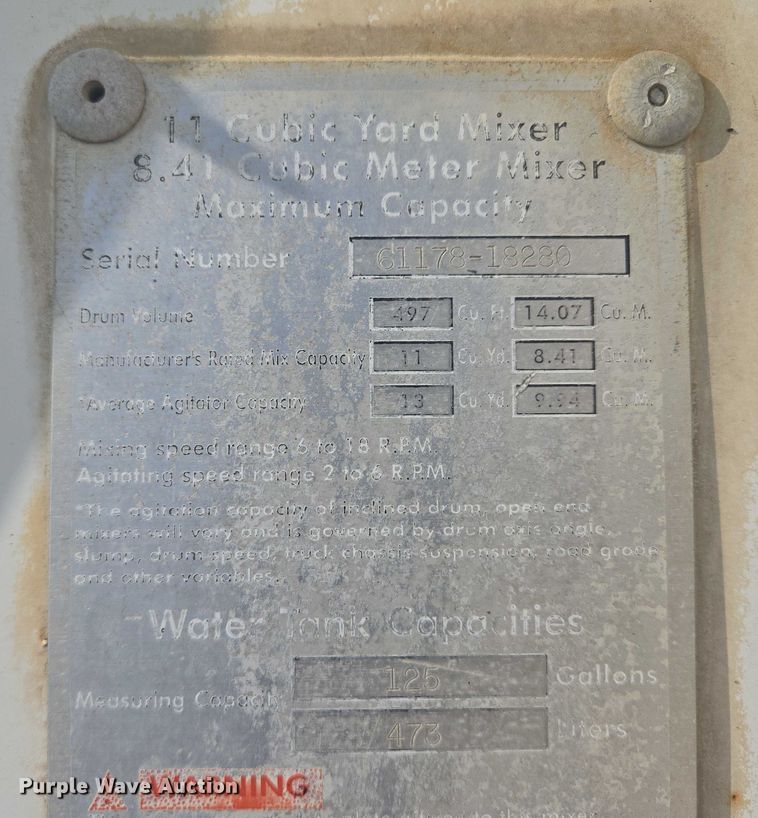 11 Cubic Yard Mixer
8.41 Cubic Meter Mixer
Maximum Capacity
Serial Number 61178-18280
Drum Volume 497 Cu. Ft. 14.07 Cu. M.
Manufacturer's Rated Mix Capacity 11 Cu. Yd. 8.41 Cu. M.
*Average Agitator Capacity 13 Cu. Yd. 9.94 Cu. M.
Mixing speed range 6 to 18 R.P.M.
Agitating speed range 2 to 6 R.P.M.
*The agitation capacity of inclined drum, open end
mixers will vary and is governed by drum axis angle,
slump, drum speed, truck chassis suspension, road grade
and other variables.
Water Tank Capacities
Measuring Capacity 125 Gallons
473 Liters
WARNING
Purple Wave Auction
to this mixer